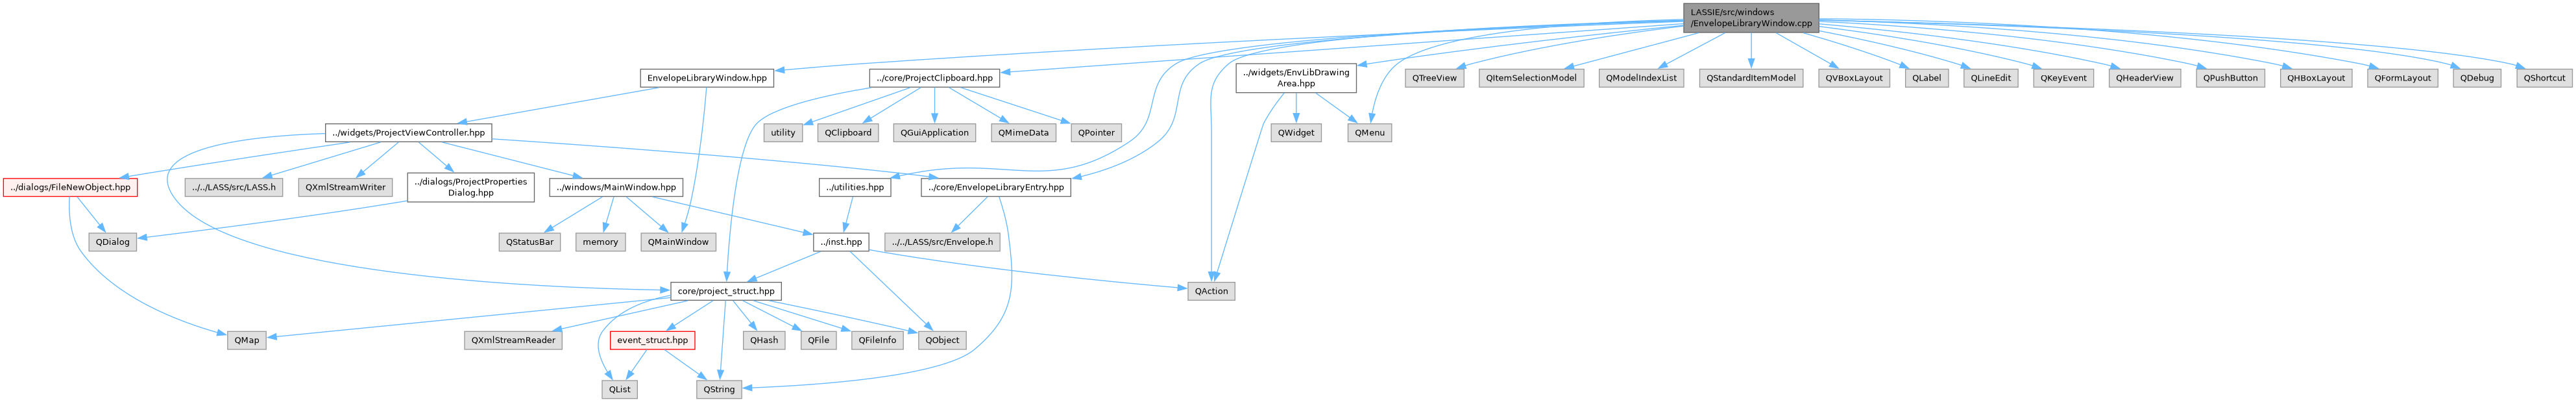 LASSIE/src/windows
/EnvelopeLibraryWindow.cpp
EnvelopeLibraryWindow.hpp
../core/ProjectClipboard.hpp
../widgets/EnvLibDrawing
Area.hpp
QTreeView
QItemSelectionModel
QModelIndexList
QStandardItemModel
QVBoxLayout
QLabel
QLineEdit
QKeyEvent
QHeaderView
QPushButton
QHBoxLayout
QFormLayout
QDebug
QShortcut
../widgets/ProjectViewController.hpp
utility
QClipboard
QGuiApplication
QMimeData
QPointer
QWidget
QMenu
../dialogs/FileNewObject.hpp
../../LASS/src/LASS.h
QXmlStreamWriter
../dialogs/ProjectProperties
Dialog.hpp
../windows/MainWindow.hpp
../utilities.hpp
../core/EnvelopeLibraryEntry.hpp
QDialog
QStatusBar
memory
QMainWindow
../inst.hpp
../../LASS/src/Envelope.h
core/project_struct.hpp
QAction
QMap
QXmlStreamReader
event_struct.hpp
QHash
QFile
QFileInfo
QObject
QList
QString